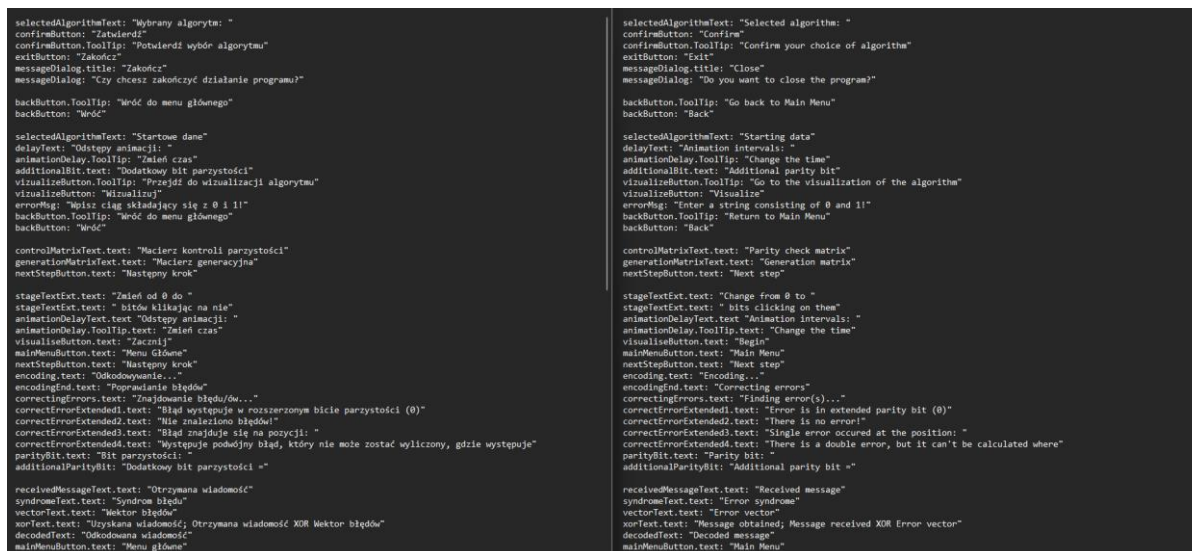 selectedAlgorithmText: "Wybrany algorytm: "
confirmButton: "Zatwierdź"
confirmButton.ToolTip: "Potwierdź wybór algorytmu"
exitButton: "Zakończ"
messageDialog.title: "Zakończ"
messageDialog: "Czy chcesz zakończyć działanie programu?"
backButton.ToolTip: "Wróć do menu głównego"
backButton: "Wróć"
selectedAlgorithmText: "Startowe dane"
delayText: "Odstępy animacji: "
animationDelay.ToolTip: "Zmień czas"
additionalBit.text: "Dodatkowy bit parzystości"
vizualizeButton.ToolTip: "Przejdź do wizualizacji algorytmu"
vizualizeButton: "Wizualizuj"
errorMsg: "Wpisz ciąg składający się z 0 i 1!"
backButton.ToolTip: "Wróć do menu głównego"
backButton: "Wróć"
controlMatrixText.text: "Macierz kontroli parzystości"
generationMatrixText.text: "Macierz generacyjna"
nextStepButton.text: "Następny krok"
stageTextExt.text: "Zmień od 0 do "
stageTextExt.text: " bitów klikając na nie"
animationDelayText.text "Odstępy animacji: "
animationDelay.ToolTip.text: "Zmień czas"
visualiseButton.text: "Zacznij"
mainMenuButton.text: "Menu Główne"
nextStepButton.text: "Następny krok"
encoding.text: "Odkodowywanie..."
encodingEnd.text: "Poprawianie błędów"
correctingErrors.text: "Znajdowanie błędu/ów..."
correctErrorExtended1.text: "Błąd występuje w rozszerzonym bicie parzystości (0)"
correctErrorExtended2.text: "Nie znaleziono błędów!"
correctErrorExtended3.text: "Błąd znajduje się na pozycji: "
correctErrorExtended4.text: "Występuje podwójny błąd, który nie może zostać wyliczony, gdzie występuje"
parityBit.text: "Bit parzystości: "
additionalParityBit: "Dodatkowy bit parzystości ="
receivedMessageText.text: "Otrzymana wiadomość"
syndromeText.text: "Syndrom błędu"
vectorText.text: "Wektor błędów"
xorText.text: "Uzyskana wiadomość; Otrzymana wiadomość XOR Wektor błędów"
decodedText: "Odkodowana wiadomość"
mainMenuButton.text: "Menu główne"
selectedAlgorithmText: "Selected algorithm: "
confirmButton: "Confirm"
confirmButton.ToolTip: "Confirm your choice of algorithm"
exitButton: "Exit"
messageDialog.title: "Close"
messageDialog: "Do you want to close the program?"
backButton.ToolTip: "Go back to Main Menu"
backButton: "Back"
selectedAlgorithmText: "Starting data"
delayText: "Animation intervals: "
animationDelay.ToolTip: "Change the time"
additionalBit.text: "Additional parity bit"
vizualizeButton.ToolTip: "Go to the visualization of the algorithm"
vizualizeButton: "Visualize"
errorMsg: "Enter a string consisting of 0 and 1!"
backButton.ToolTip: "Return to Main Menu"
backButton: "Back"
controlMatrixText.text: "Parity check matrix"
generationMatrixText.text: "Generation matrix"
nextStepButton.text: "Next step"
stageTextExt.text: "Change from 0 to "
stageTextExt.text: " bits clicking on them"
animationDelayText.text "Animation intervals: "
animationDelay.ToolTip.text: "Change the time"
visualiseButton.text: "Begin"
mainMenuButton.text: "Main Menu"
nextStepButton.text: "Next step"
encoding.text: "Encoding..."
encodingEnd.text: "Correcting errors"
correctingErrors.text: "Finding error(s)..."
correctErrorExtended1.text: "Error is in extended parity bit (0)"
correctErrorExtended2.text: "There is no error!"
correctErrorExtended3.text: "Single error occured at the position: "
correctErrorExtended4.text: "There is a double error, but it can't be calculated where"
parityBit.text: "Parity bit: "
additionalParityBit: "Additional parity bit ="
receivedMessageText.text: "Received message"
syndromeText.text: "Error syndrome"
vectorText.text: "Error vector"
xorText.text: "Message obtained; Message received XOR Error vector"
decodedText: "Decoded message"
mainMenuButton.text: "Main Menu"